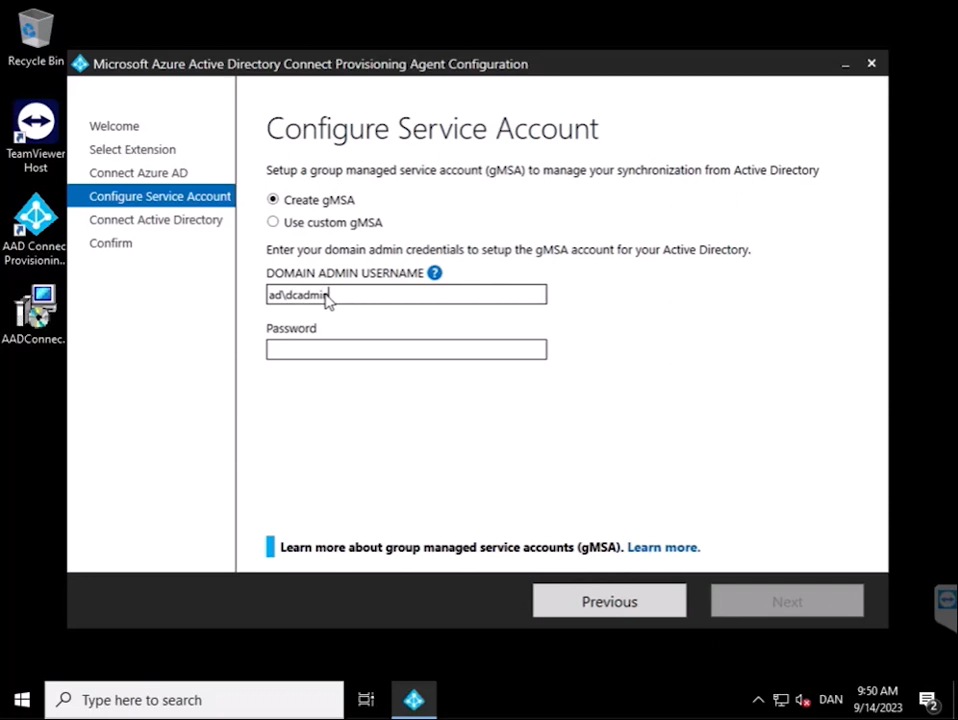 Recycle Bin
TeamViewer
Host
AAD Connec
Provisionin..
AADConnec.
Microsoft Azure Active Directory Connect Provisioning Agent Configuration
Welcome
Select Extension
Connect Azure AD
Configure Service Account
Connect Active Directory
Confirm
Configure Service Account
Setup a group managed service account (gMSA) to manage your synchronization from Active Directory
Create gMSA
Use custom gMSA
Enter your domain admin credentials to setup the gMSA account for your Active Directory.
DOMAIN ADMIN USERNAME ?
ad\dcadmin
Password
Learn more about group managed service accounts (gMSA). Learn more.
Previous
Next
Type here to search
DAN
9:50 AM
9/14/2023
2